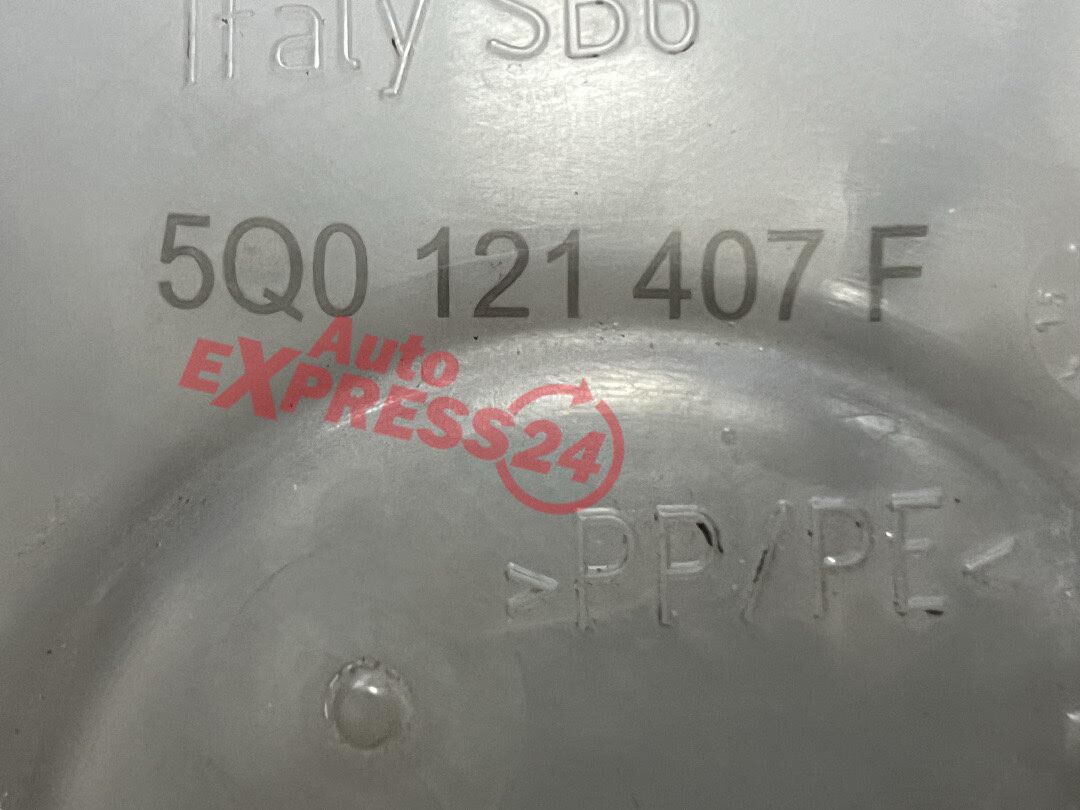 Italy SB6
5Q0 121 407 F
Auto
EXPRESS24
>PP/PE<